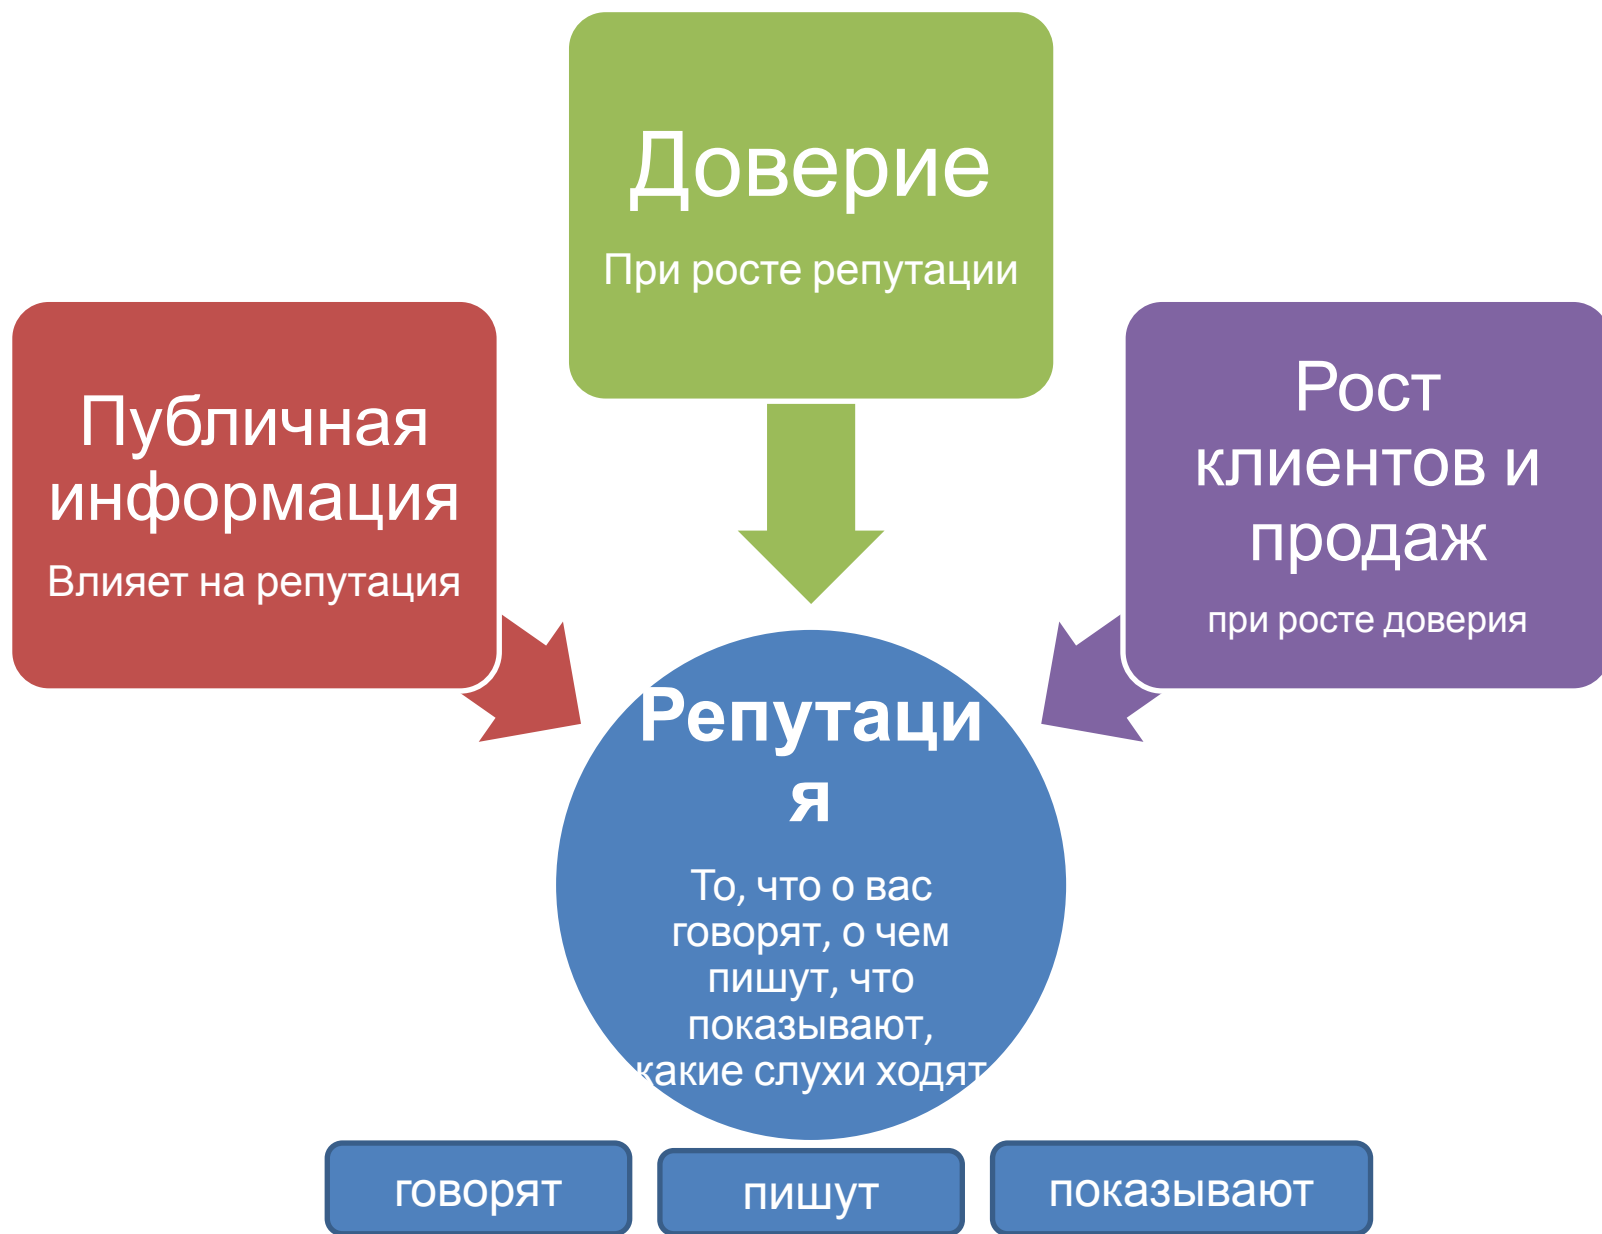 Доверие
При росте репутации
Публичная
информация
Влияет на репутация
Рост
клиентов и
продаж
при росте доверия
Репутаци
я
То, что о вас
говорят, о чем
пишут, что
показывают,
какие слухи ходят
говорят
пишут
показывают